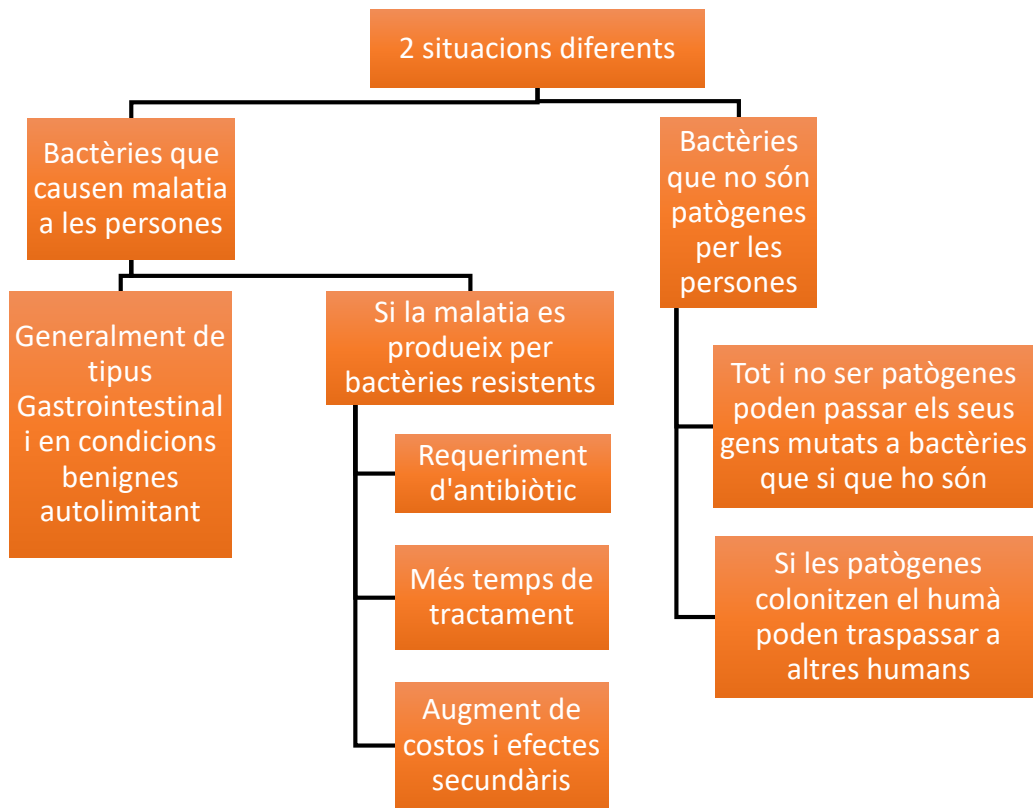 2 situacions diferents
Bactèries que
causen malatia
a les persones
Generalment de
tipus
Gastrointestinal
i en condicions
benignes
autolimitant
Si la malatia es
produeix per
bactèries resistents
Requeriment
d'antibiòtic
Més temps de
tractament
Augment de
costos i efectes
secundàris
Bactèries
que no són
patògenes
per les
persones
Tot i no ser patògenes
poden passar els seus
gens mutats a bactèries
que si que ho són
Si les patògenes
colonitzen el humà
poden traspassar a
altres humans